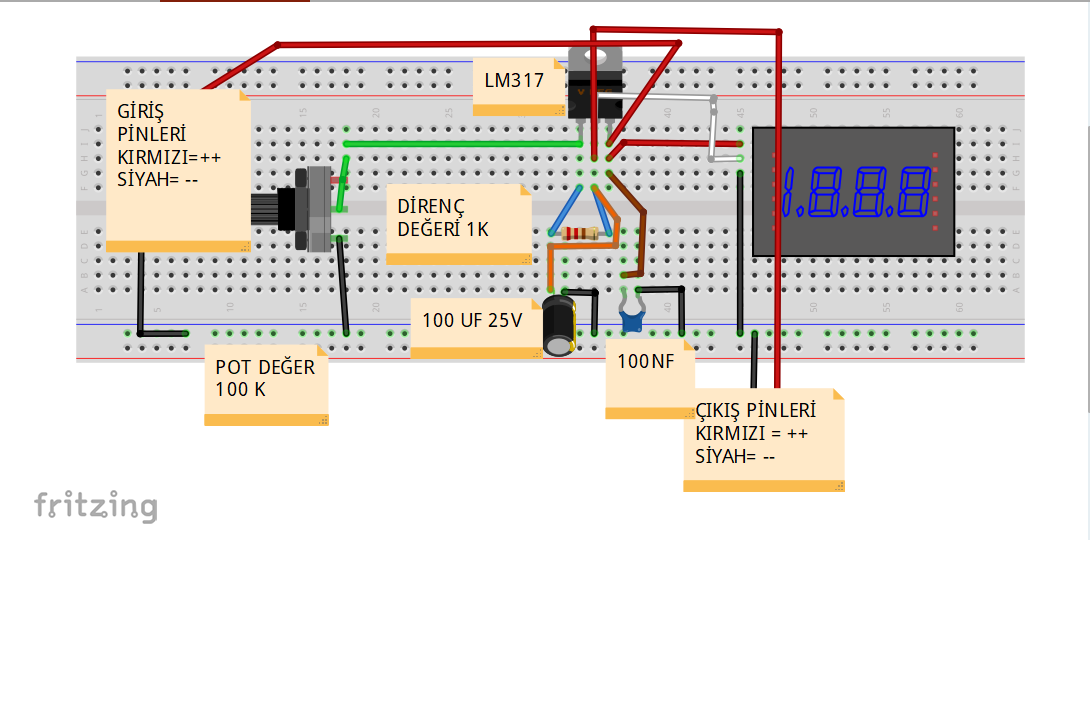 GİRİŞ
PİNLERİ
KIRMIZI=++
SİYAH= --
LM317
DİRENÇ
DEĞERİ 1K
100 UF 25V
POT DEĞER
100 K
100NF
ÇIKIŞ PİNLERİ
KIRMIZI = ++
SİYAH= --
1.8.8.8
fritzing